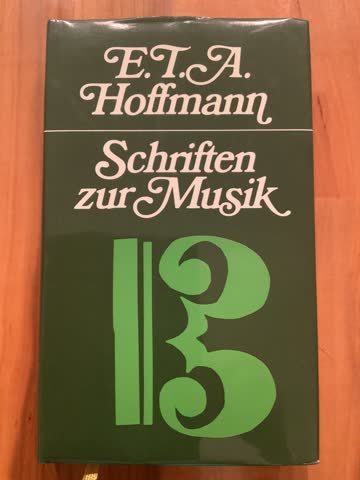 E.T.A.
Hoffmann
Schriften
zur Musik